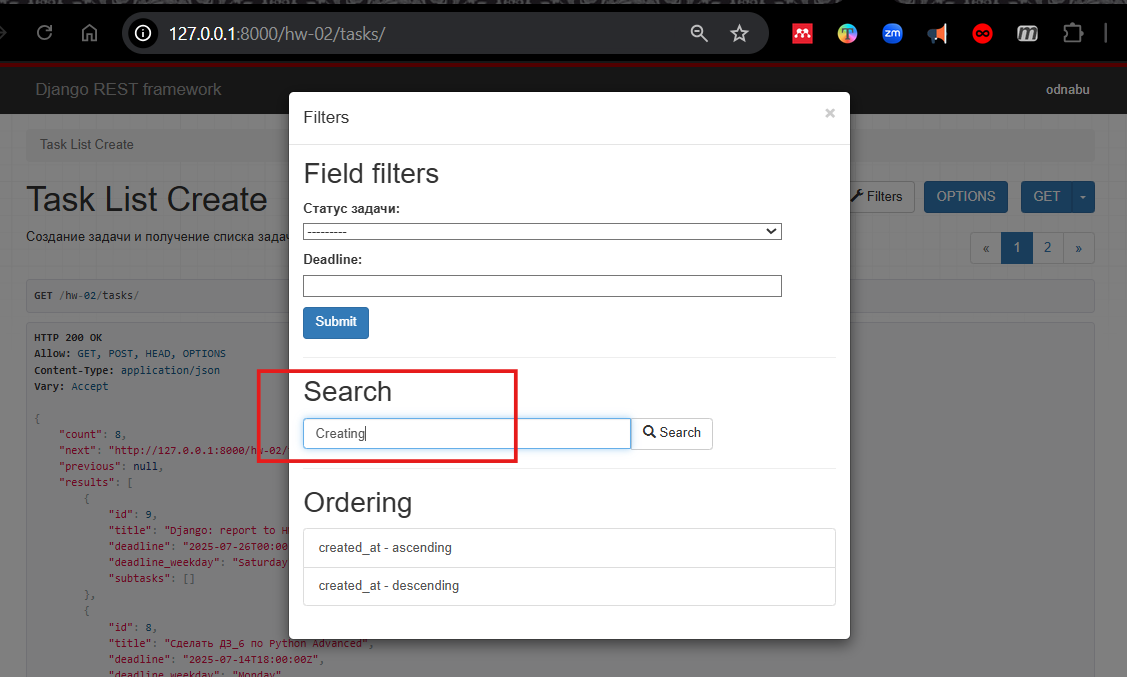 127.0.0.1:8000/hw-02/tasks/
zm
Django REST framework
odnabu
Filters
×
Task List Create
Field filters
Task List Create
Filters
OPTIONS
GET
Статус задачи:
Создание задачи и получение списка
---------
« 1 2 »
Deadline:
GET /hw-02/tasks/
Submit
HTTP 200 OK
Allow: GET, POST, HEAD, OPTIONS
Content-Type: application/json
Vary: Accept
Search
Creating
Search
{
"count": 8,
"next": "http://127.0.0.1:8000/hw-02/
"previous": null,
"results": [
{
"id": 9,
"title": "Django: report to
"deadline": "2025-07-26T00:00
"deadline_weekday": "Saturday
"subtasks": []
},
{
"id": 8,
"title": "Сделать ДЗ_6 по Python Advanced",
"deadline": "2025-07-14T18:00:00Z",
"deadline_weekday": "Monday"
Ordering
created_at - ascending
created_at - descending